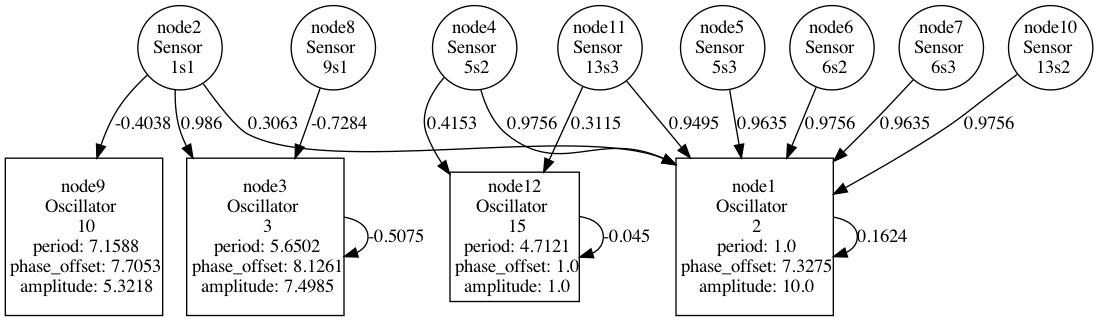 node2
Sensor
1s1
node8
Sensor
9s1
node4
Sensor
5s2
node11
Sensor
13s3
node5
Sensor
5s3
node6
Sensor
6s2
node7
Sensor
6s3
node10
Sensor
13s2
-0.4038
0.986
0.3063
-0.7284
0.4153
0.9756
0.3115
0.9495
0.9635
0.9756
0.9635
0.9756
node9
Oscillator
10
period: 7.1588
phase_offset: 7.7053
amplitude: 5.3218
node3
Oscillator
3
period: 5.6502
phase_offset: 8.1261
amplitude: 7.4985
-0.5075
node12
Oscillator
15
period: 4.7121
phase_offset: 1.0
amplitude: 1.0
-0.045
node1
Oscillator
2
period: 1.0
phase_offset: 7.3275
amplitude: 10.0
0.1624